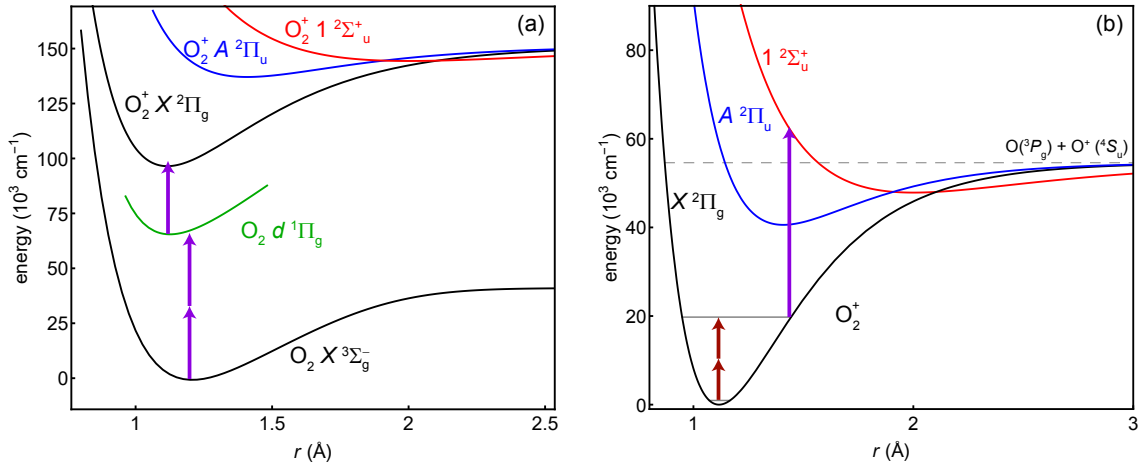 (a)
O₂⁺ 1 ²Σ⁺ᵤ
O₂⁺ A ²Πᵤ
O₂⁺ X ²Π_g
O₂ d ¹Π_g
O₂ X ³Σ⁻_g
energy (10³ cm⁻¹)
150
125
100
75
50
25
0
1
1.5
2
2.5
r (Å)
(b)
1 ²Σ⁺ᵤ
A ²Πᵤ
O(³P_g) + O⁺ (⁴Sᵤ)
X ²Π_g
O₂⁺
energy (10³ cm⁻¹)
80
60
40
20
0
1
2
3
r (Å)